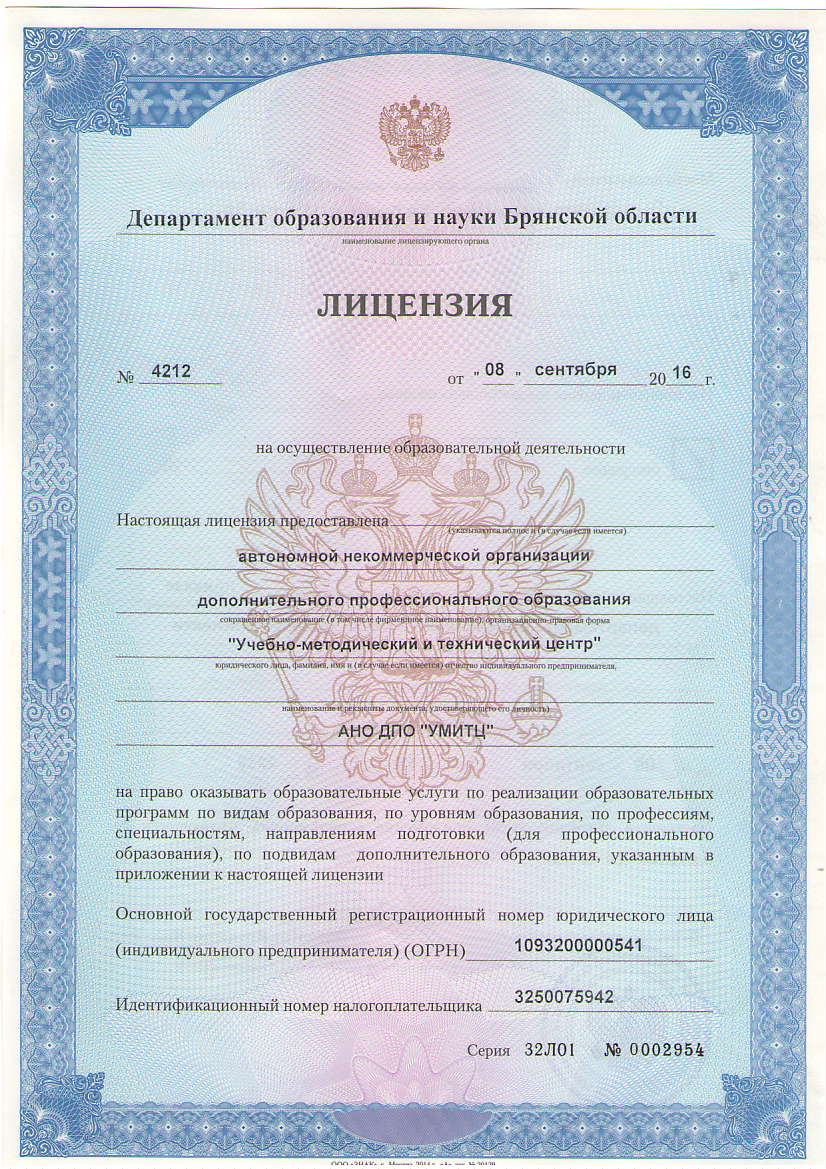 Департамент образования и науки Брянской области
наименование лицензирующего органа
ЛИЦЕНЗИЯ
№ 4212 от " 08 " сентября 2016 г.
на осуществление образовательной деятельности
Настоящая лицензия предоставлена
(указываются полное и (в случае если имеется)
автономной некоммерческой организации
дополнительного профессионального образования
сокращенное наименование (в том числе фирменное наименование), организационно-правовая форма
"Учебно-методический и технический центр"
юридического лица, фамилия, имя и (в случае если имеется) отчество индивидуального предпринимателя,
наименование и реквизиты документа, удостоверяющего его личность)
АНО ДПО "УМИТЦ"
на право оказывать образовательные услуги по реализации образовательных
программ по видам образования, по уровням образования, по профессиям,
специальностям, направлениям подготовки (для профессионального
образования), по подвидам дополнительного образования, указанным в
приложении к настоящей лицензии
Основной государственный регистрационный номер юридического лица
(индивидуального предпринимателя) (ОГРН) 1093200000541
Идентификационный номер налогоплательщика 3250075942
Серия 32Л01 № 0002954